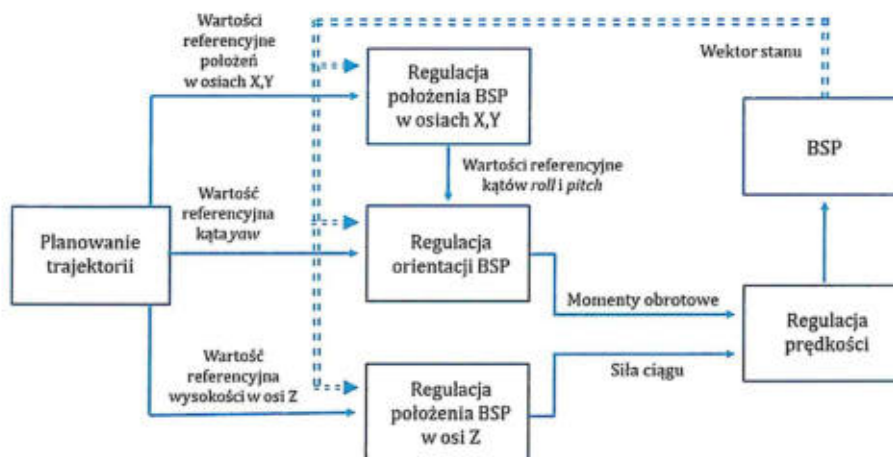 Wartości
referencyjne
położeń
w osiach X,Y
Regulacja
położenia BSP
w osiach X,Y
Wektor stanu
BSP
Wartości referencyjne
kątów roll i pitch
Wartość
referencyjna
kąta yaw
Planowanie
trajektorii
Regulacja
orientacji BSP
Momenty obrotowe
Regulacja
prędkości
Wartość
referencyjna
wysokości w osi Z
Siła ciągu
Regulacja
położenia BSP
w osi Z